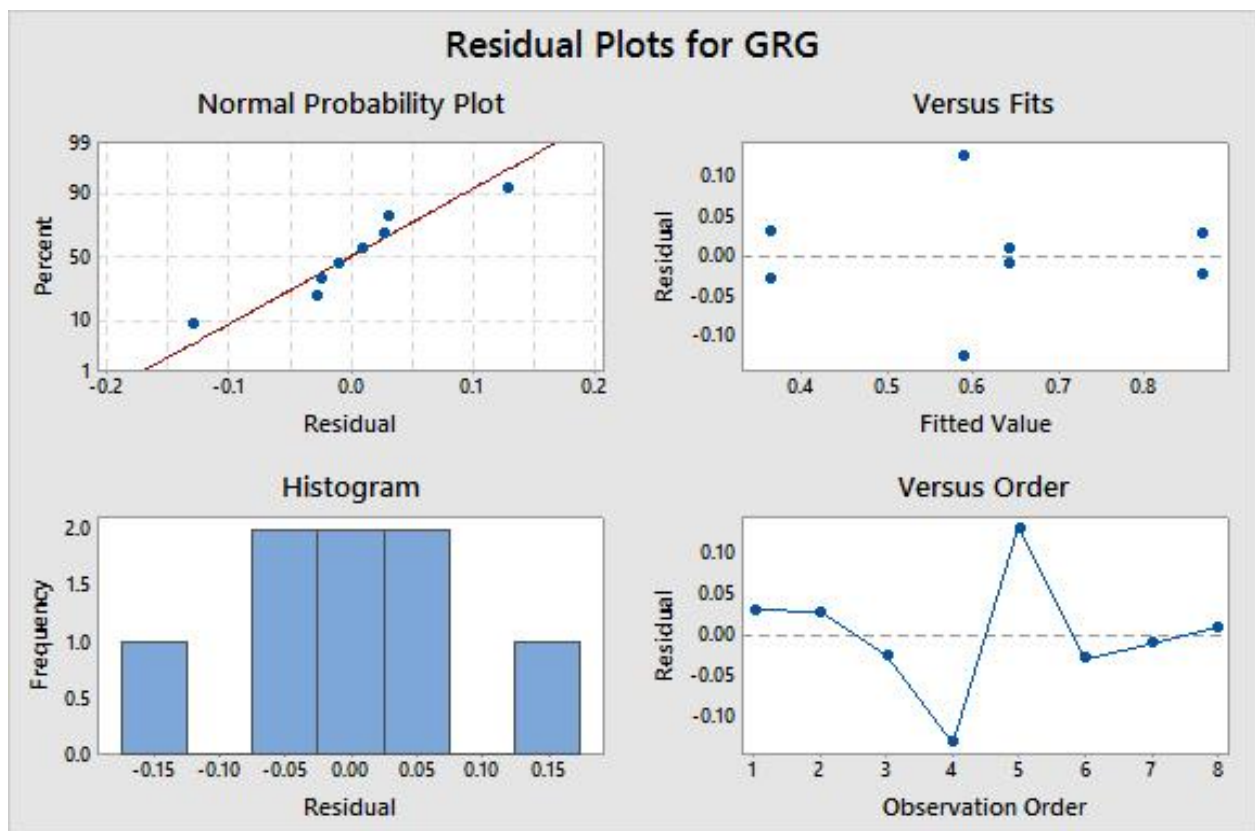 Residual Plots for GRG
Normal Probability Plot
99
90
50
10
1
Percent
-0.2 -0.1 0.0 0.1 0.2
Residual
Versus Fits
0.10
0.05
0.00
-0.05
-0.10
Residual
0.4 0.5 0.6 0.7 0.8
Fitted Value
Histogram
2.0
1.5
1.0
0.5
0.0
Frequency
-0.15 -0.10 -0.05 0.00 0.05 0.10 0.15
Residual
Versus Order
0.10
0.05
0.00
-0.05
-0.10
Residual
1 2 3 4 5 6 7 8
Observation Order